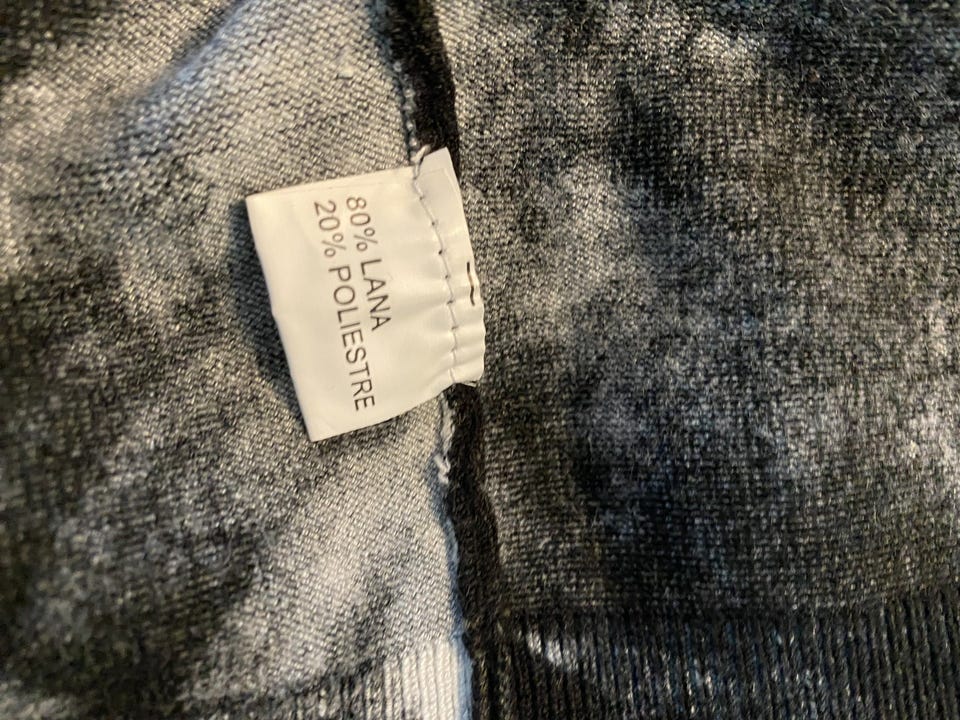 80% LANA
20% POLIESTRE